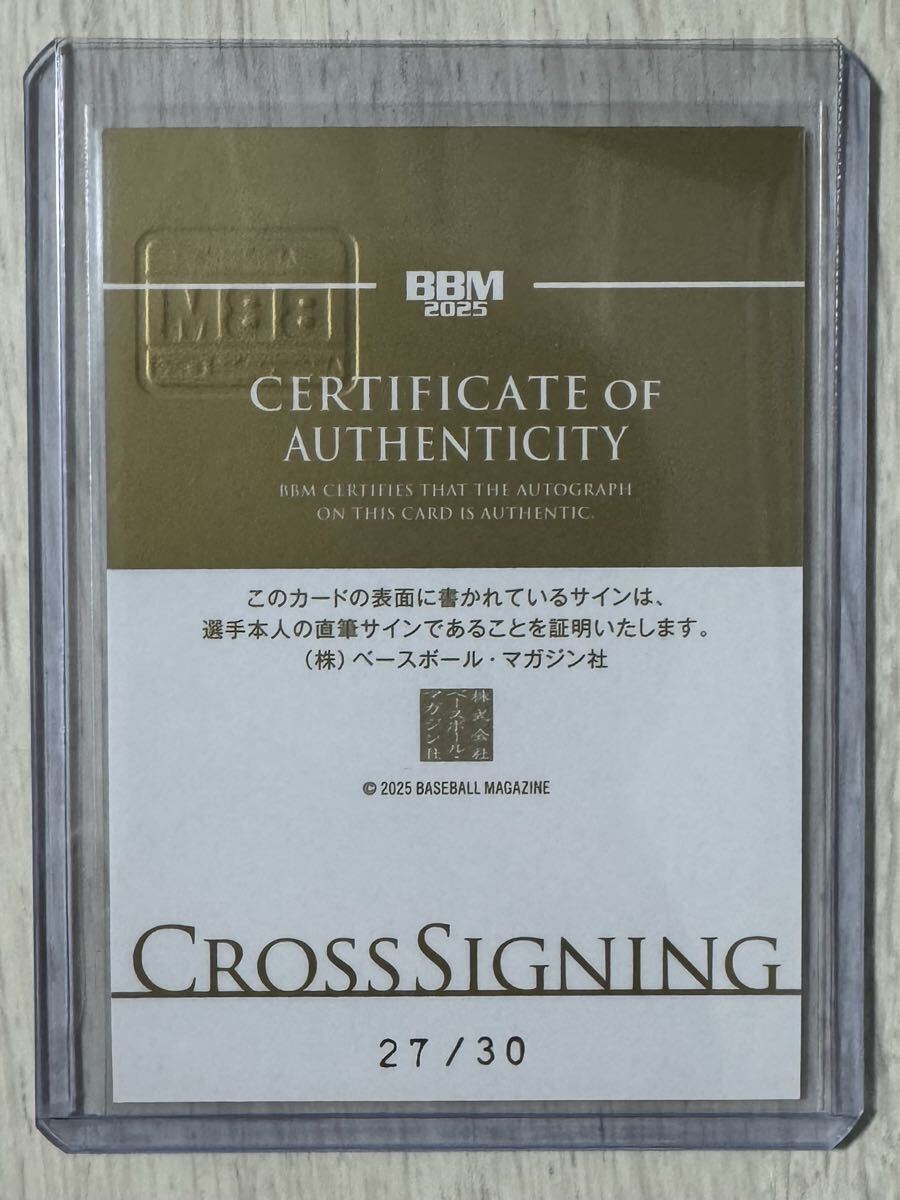 BBM
2025
CERTIFICATE OF
AUTHENTICITY
BBM CERTIFIES THAT THE AUTOGRAPH
ON THIS CARD IS AUTHENTIC.
このカードの表面に書かれているサインは、
選手本人の直筆サインであることを証明いたします。
(株)ベースボール・マガジン社
株式会社
ベースボール・
マガジン社
© 2025 BASEBALL MAGAZINE
CROSSSIGNING
27/30